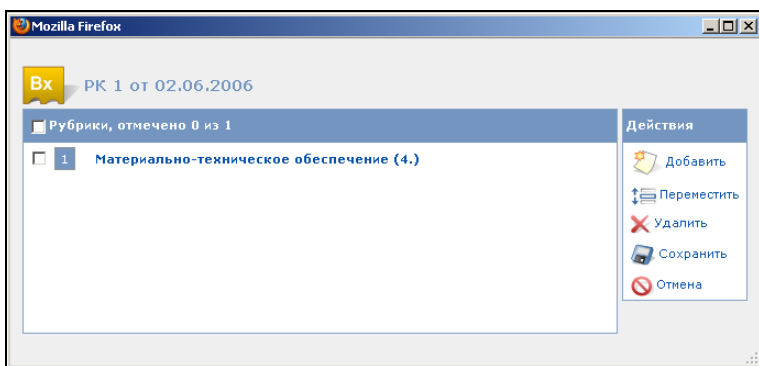 Mozilla Firefox
Вх
РК 1 от 02.06.2006
Рубрики, отмечено 0 из 1
1 Материально-техническое обеспечение (4.)
Действия
Добавить
Переместить
Удалить
Сохранить
Отмена